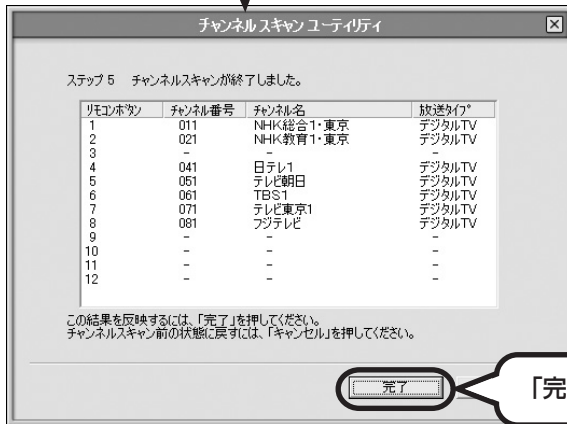 チャンネル スキャン ユーティリティ
ステップ 5 チャンネルスキャンが終了しました。
リモコンボタン チャンネル番号 チャンネル名 放送タイプ
1 011 NHK総合1・東京 デジタルTV
2 021 NHK教育1・東京 デジタルTV
3 - - -
4 041 日テレ1 デジタルTV
5 051 テレビ朝日 デジタルTV
6 061 TBS1 デジタルTV
7 071 テレビ東京1 デジタルTV
8 081 フジテレビ デジタルTV
9 - - -
10 - - -
11 - - -
12 - - -
この結果を反映するには、「完了」を押してください。
チャンネルスキャン前の状態に戻すには、「キャンセル」を押してください。
完了
「完